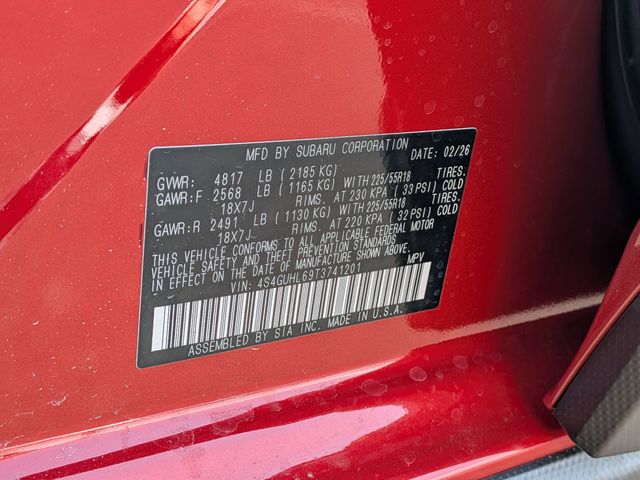 MFD BY SUBARU CORPORATION DATE: 02/26
GVWR: 4817 LB ( 2185 KG)
GAWR:F 2568 LB ( 1165 KG) WITH 225/55R18 TIRES.
18X7J RIMS. AT 230 KPA ( 33 PSI) COLD
GAWR:R 2491 LB ( 1130 KG) WITH 225/55R18 TIRES.
18X7J RIMS. AT 220 KPA ( 32 PSI) COLD
THIS VEHICLE CONFORMS TO ALL APPLICABLE FEDERAL MOTOR
VEHICLE SAFETY AND THEFT PREVENTION STANDARDS
IN EFFECT ON THE DATE OF MANUFACTURE SHOWN ABOVE.
VIN: 4S4GUHL69T3741201 MPV
ASSEMBLED BY SIA INC. MADE IN U.S.A.